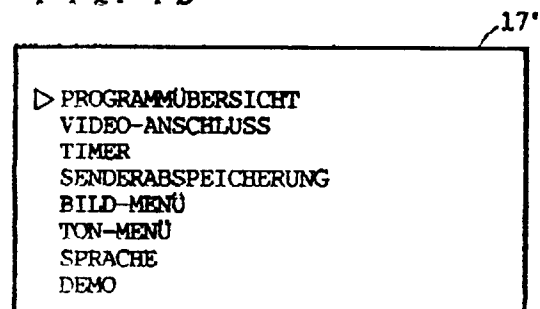 17"
▷ PROGRAMMÜBERSICHT
VIDEO-ANSCHLUSS
TIMER
SENDERABSPEICHERUNG
BILD-MENÜ
TON-MENÜ
SPRACHE
DEMO